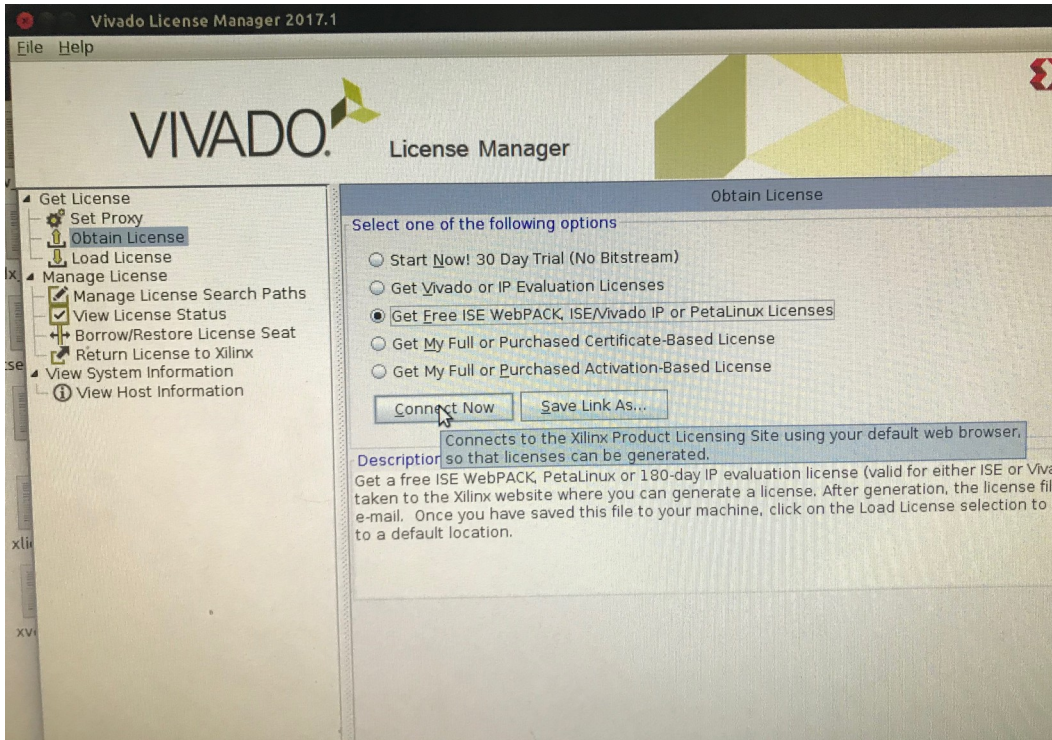 Vivado License Manager 2017.1
File Help
VIVADO.
License Manager
Get License
Set Proxy
Obtain License
Load License
Manage License
Manage License Search Paths
View License Status
Borrow/Restore License Seat
Return License to Xilinx
View System Information
View Host Information
Obtain License
Select one of the following options
Start Now! 30 Day Trial (No Bitstream)
Get Vivado or IP Evaluation Licenses
Get Free ISE WebPACK, ISE/Vivado IP or PetaLinux Licenses
Get My Full or Purchased Certificate-Based License
Get My Full or Purchased Activation-Based License
Connect Now Save Link As...
Connects to the Xilinx Product Licensing Site using your default web browser,
so that licenses can be generated.
Description
Get a free ISE WebPACK, PetaLinux or 180-day IP evaluation license (valid for either ISE or Viva
taken to the Xilinx website where you can generate a license. After generation, the license fil
e-mail. Once you have saved this file to your machine, click on the Load License selection to
to a default location.
xli
xv